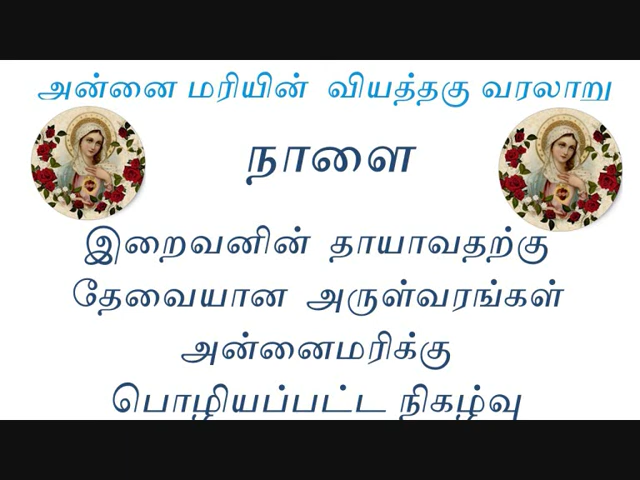 அன்னை மரியின் வியத்தகு வரலாறு
நாளை
இறைவனின் தாயாவதற்கு
தேவையான அருள்வரங்கள்
அன்னைமரிக்கு
பொழியப்பட்ட நிகழ்வு